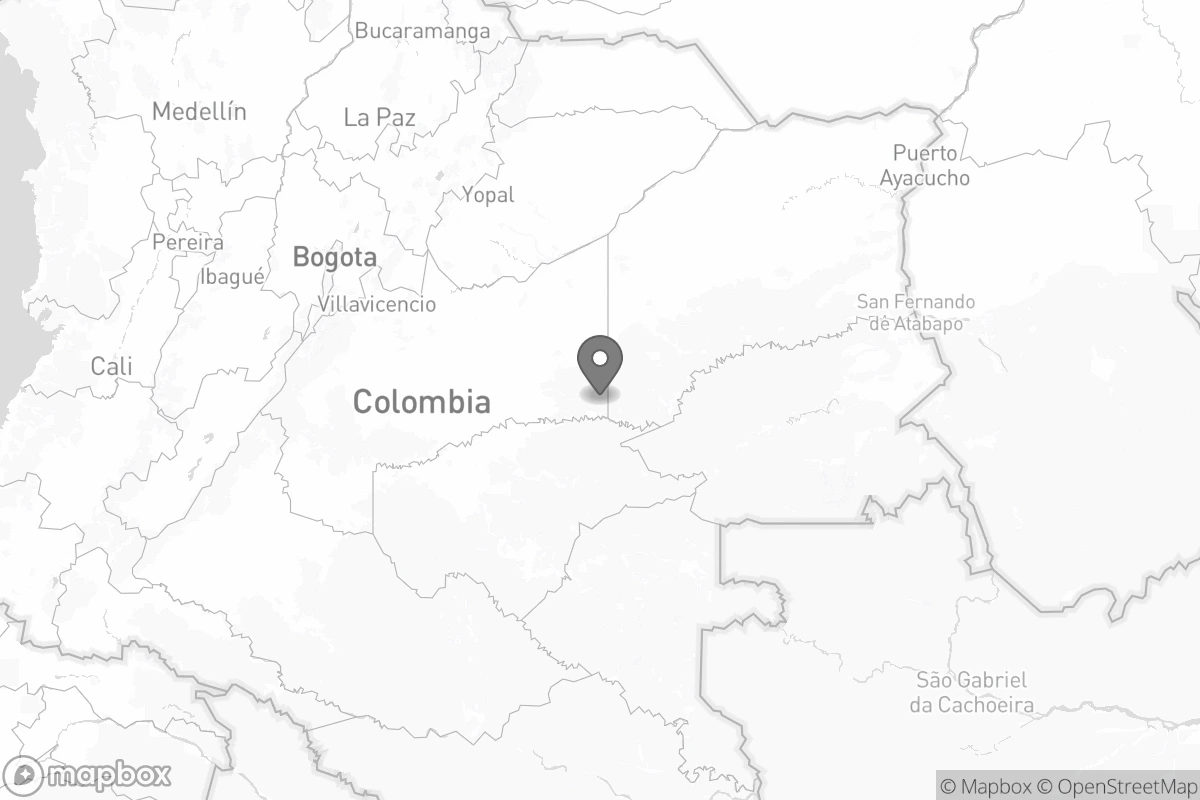 Bucaramanga
Medellín
La Paz
Puerto
Ayacucho
Yopal
Pereira
Bogota
Ibagué
Villavicencio
San Fernando
de Atabapo
Cali
Colombia
São Gabriel
da Cachoeira
mapbox
© Mapbox © OpenStreetMap